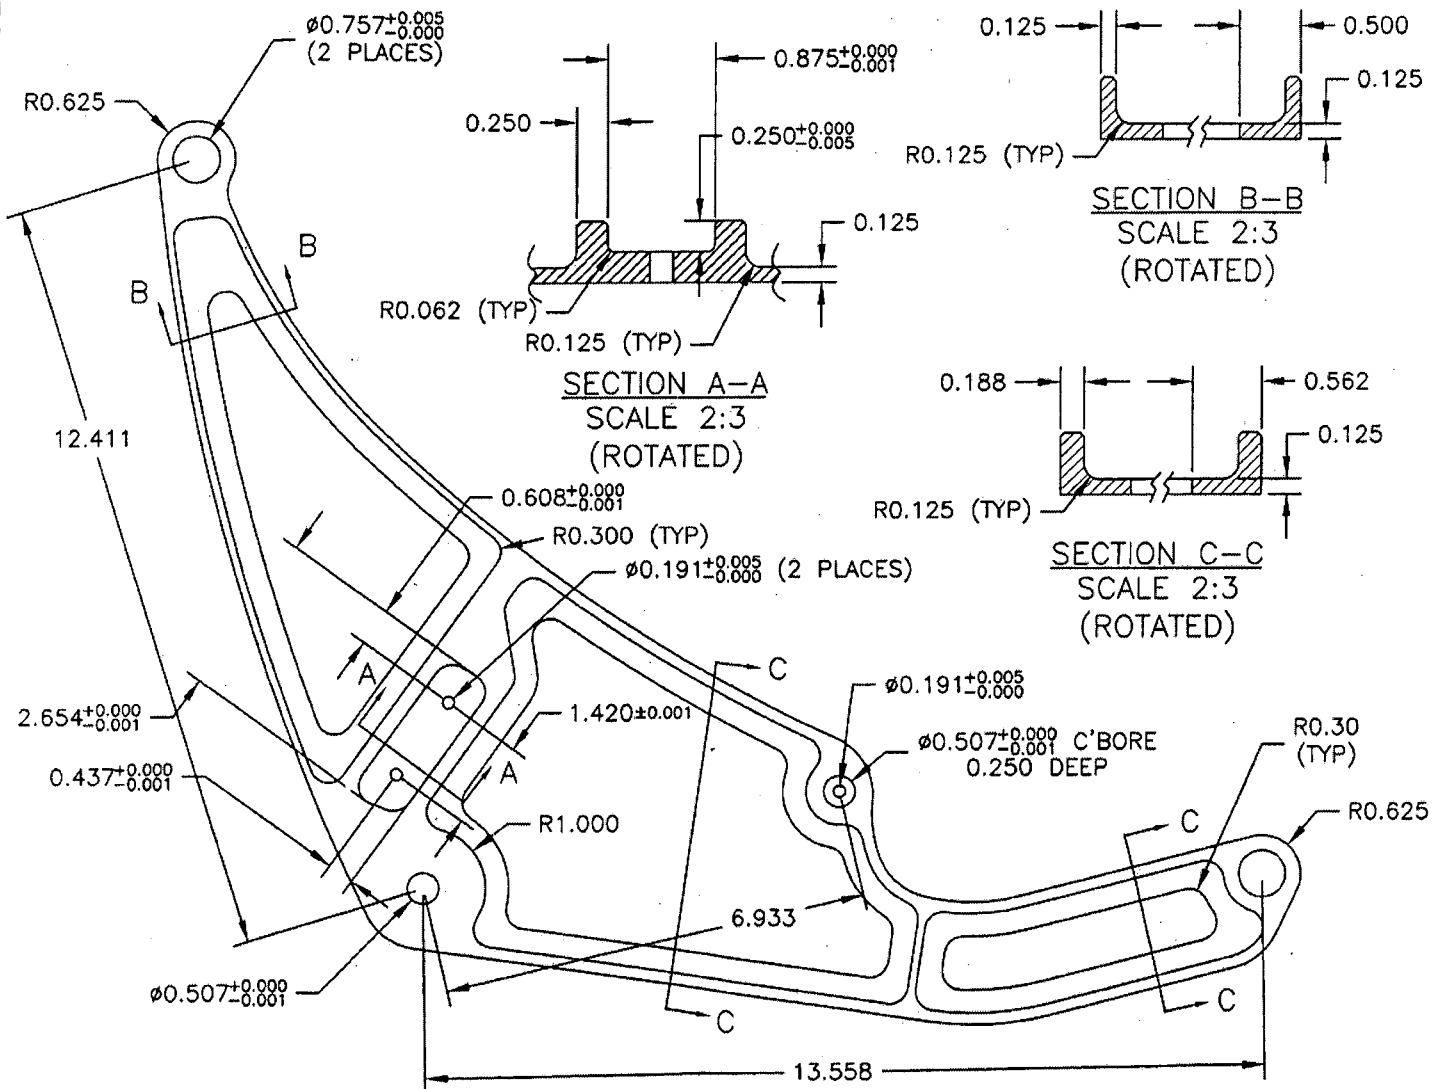 ø0.757+0.005
-0.000
(2 PLACES)
R0.625
0.875+0.000
-0.001
0.250
0.250+0.000
-0.005
0.125
R0.062 (TYP)
R0.125 (TYP)
SECTION A-A
SCALE 2:3
(ROTATED)
0.125
0.500
0.125
R0.125 (TYP)
SECTION B-B
SCALE 2:3
(ROTATED)
0.188
0.562
0.125
R0.125 (TYP)
SECTION C-C
SCALE 2:3
(ROTATED)
B
B
12.411
0.608+0.000
-0.001
R0.300 (TYP)
ø0.191+0.005
-0.000 (2 PLACES)
A
C
2.654+0.000
-0.001
1.420±0.001
ø0.191+0.005
-0.000
ø0.507+0.000
-0.001 C'BORE
0.250 DEEP
R0.30
(TYP)
0.437+0.000
-0.001
A
R1.000
C
R0.625
6.933
ø0.507+0.000
-0.001
C
C
13.558